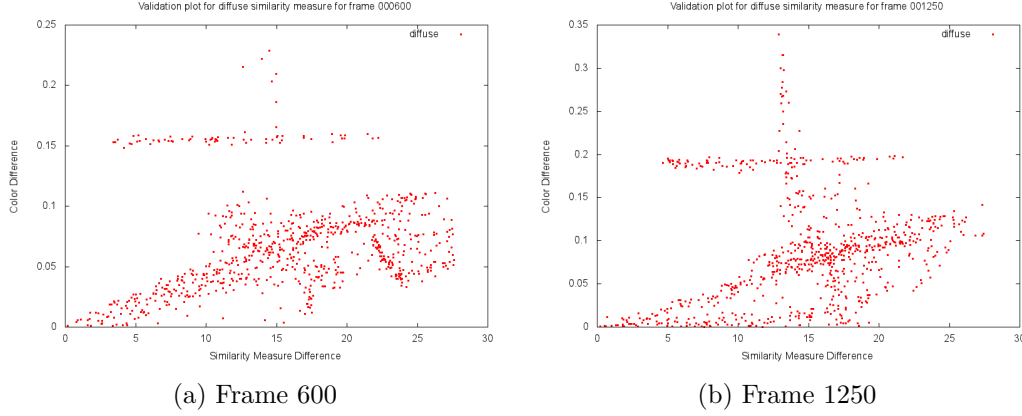 Validation plot for diffuse similarity measure for frame 000600
0.25
0.2
0.15
0.1
0.05
0
0
5
10
15
20
25
30
Color Difference
Similarity Measure Difference
diffuse
(a) Frame 600
Validation plot for diffuse similarity measure for frame 001250
0.35
0.3
0.25
0.2
0.15
0.1
0.05
0
0
5
10
15
20
25
30
Color Difference
Similarity Measure Difference
diffuse
(b) Frame 1250